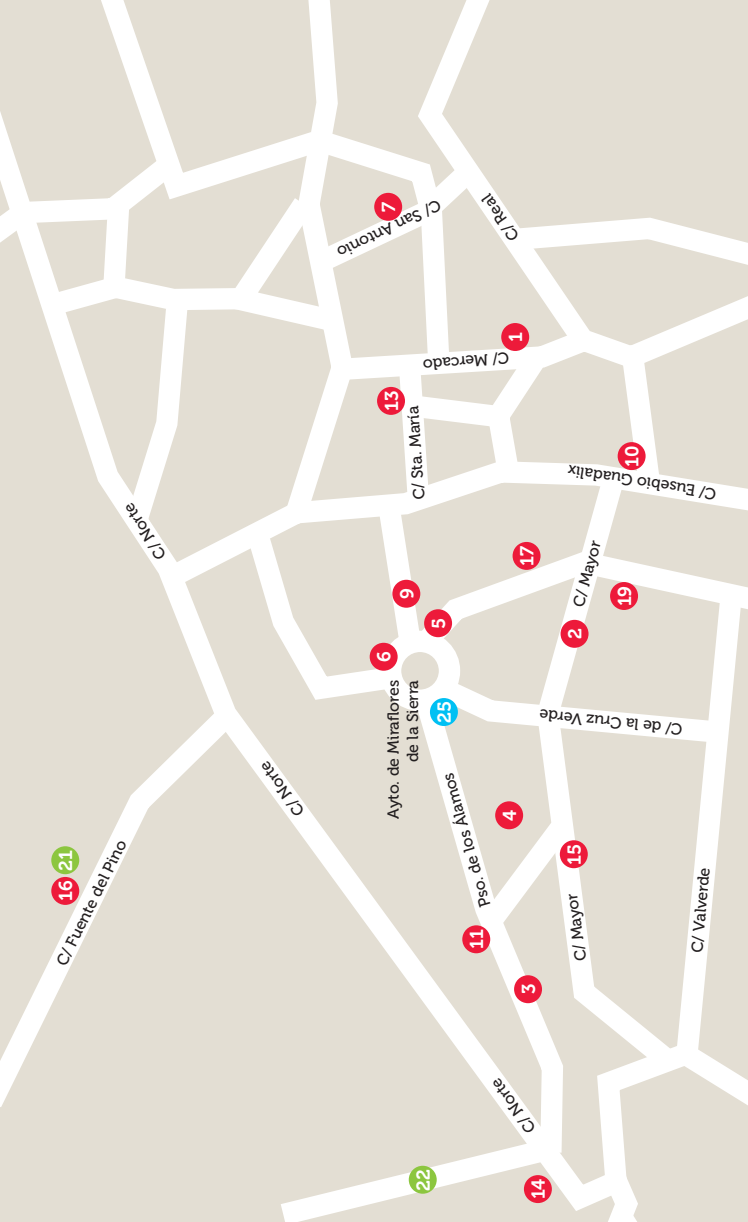 7
C/ San Antonio
C/ Real
1
C/ Mercado
13
C/ Sta. María
10
C/ Eusebio Guadalix
C/ Norte
17
C/ Mayor
19
9
5
2
6
Ayto. de Miraflores
de la Sierra
25
C/ de la Cruz Verde
C/ Norte
Pso. de los Álamos
4
15
21
16
C/ Fuente del Pino
C/ Mayor
C/ Valverde
11
3
C/ Norte
22
14